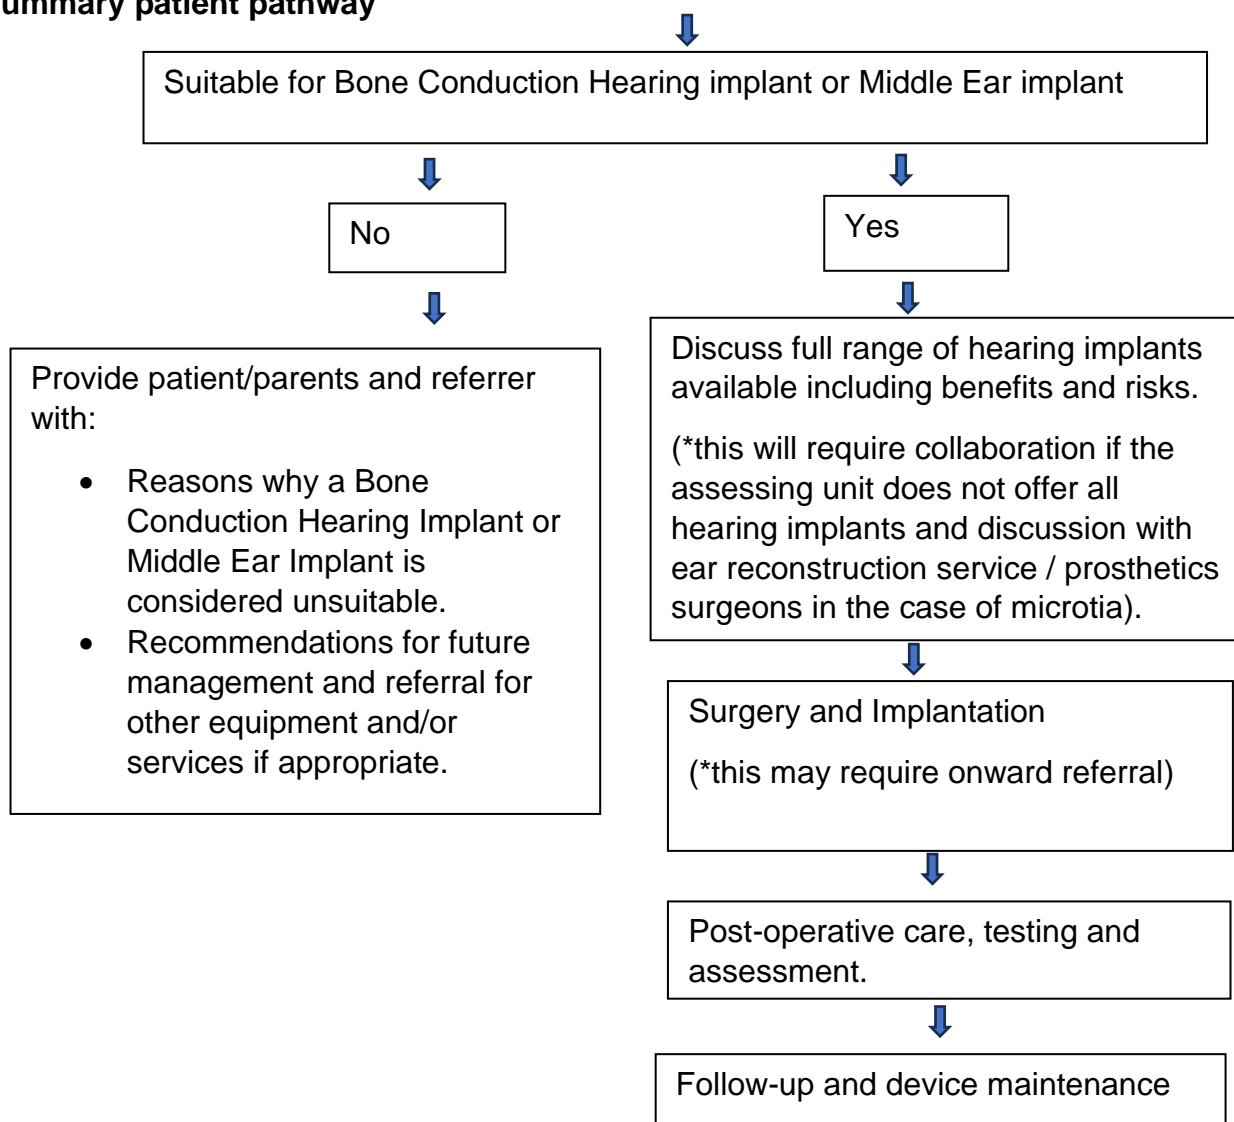 ummary patient pathway
Suitable for Bone Conduction Hearing implant or Middle Ear implant
No
Yes
Provide patient/parents and referrer
with:
• Reasons why a Bone
Conduction Hearing Implant or
Middle Ear Implant is
considered unsuitable.
• Recommendations for future
management and referral for
other equipment and/or
services if appropriate.
Discuss full range of hearing implants
available including benefits and risks.
(*this will require collaboration if the
assessing unit does not offer all
hearing implants and discussion with
ear reconstruction service / prosthetics
surgeons in the case of microtia).
Surgery and Implantation
(*this may require onward referral)
Post-operative care, testing and
assessment.
Follow-up and device maintenance